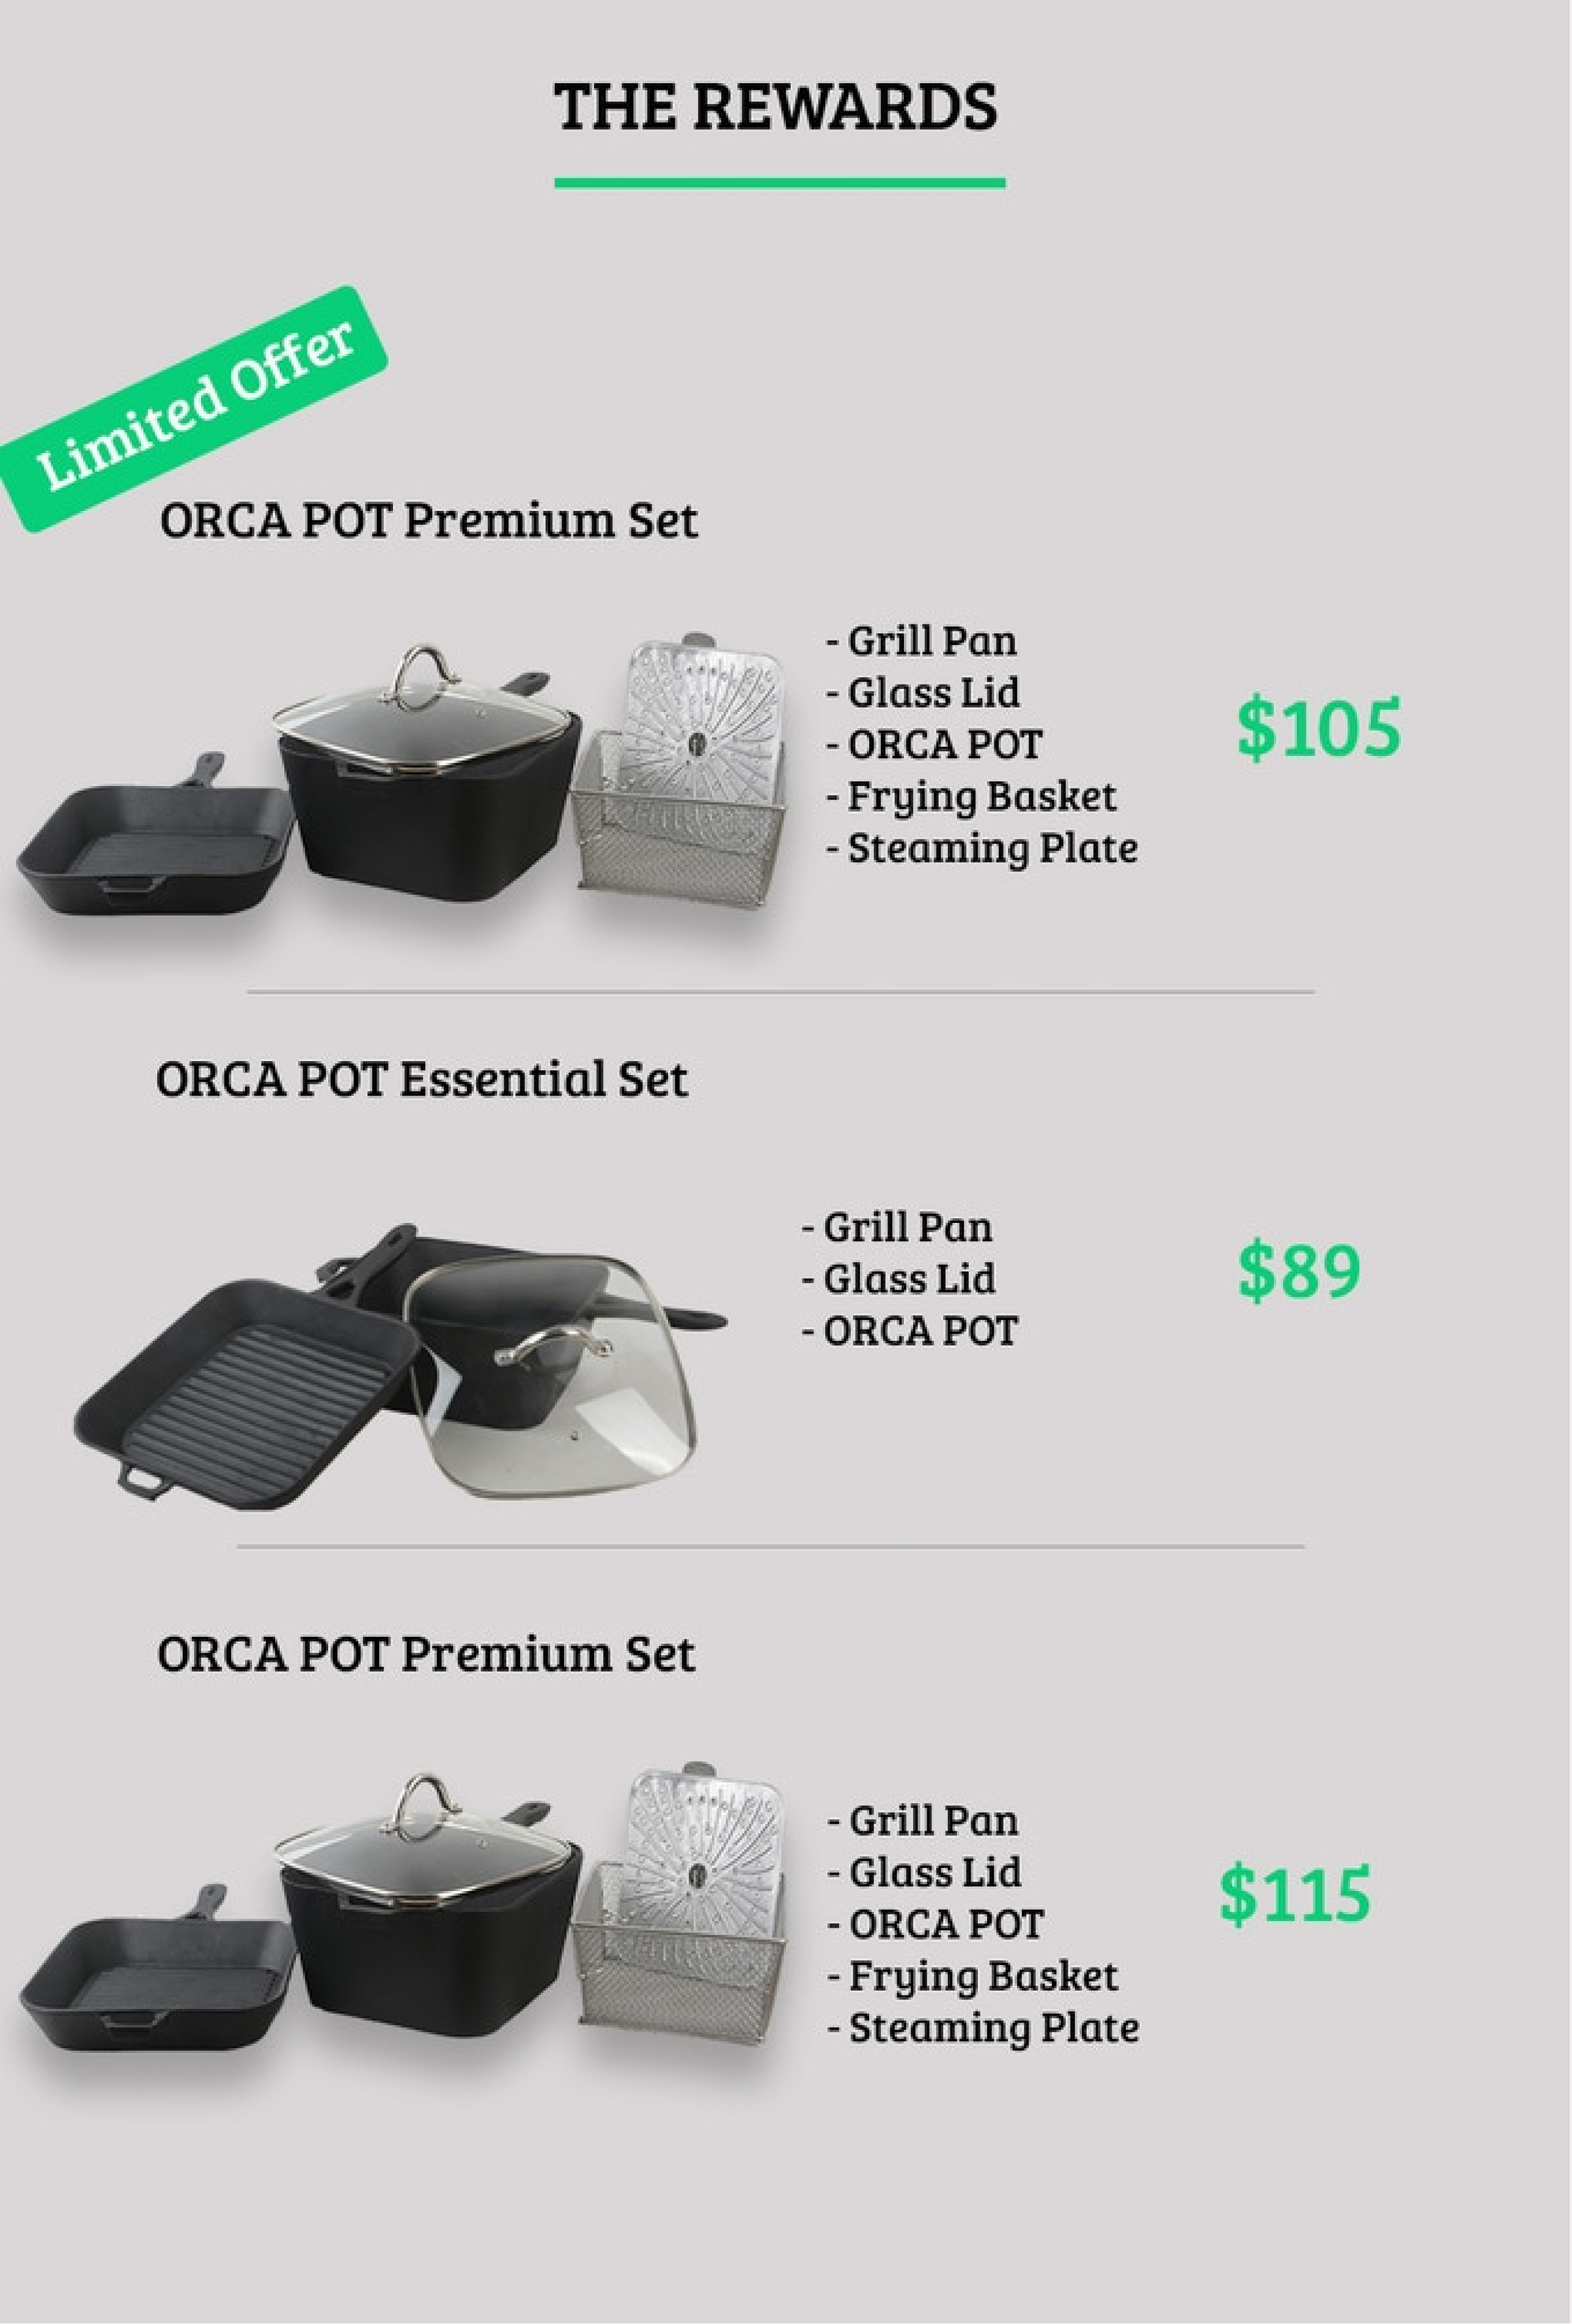 THE REWARDS
Limited Offer
ORCA POT Premium Set
- Grill Pan
- Glass Lid
- ORCA POT
- Frying Basket
- Steaming Plate
$105
ORCA POT Essential Set
- Grill Pan
- Glass Lid
- ORCA POT
$89
ORCA POT Premium Set
- Grill Pan
- Glass Lid
- ORCA POT
- Frying Basket
- Steaming Plate
$115